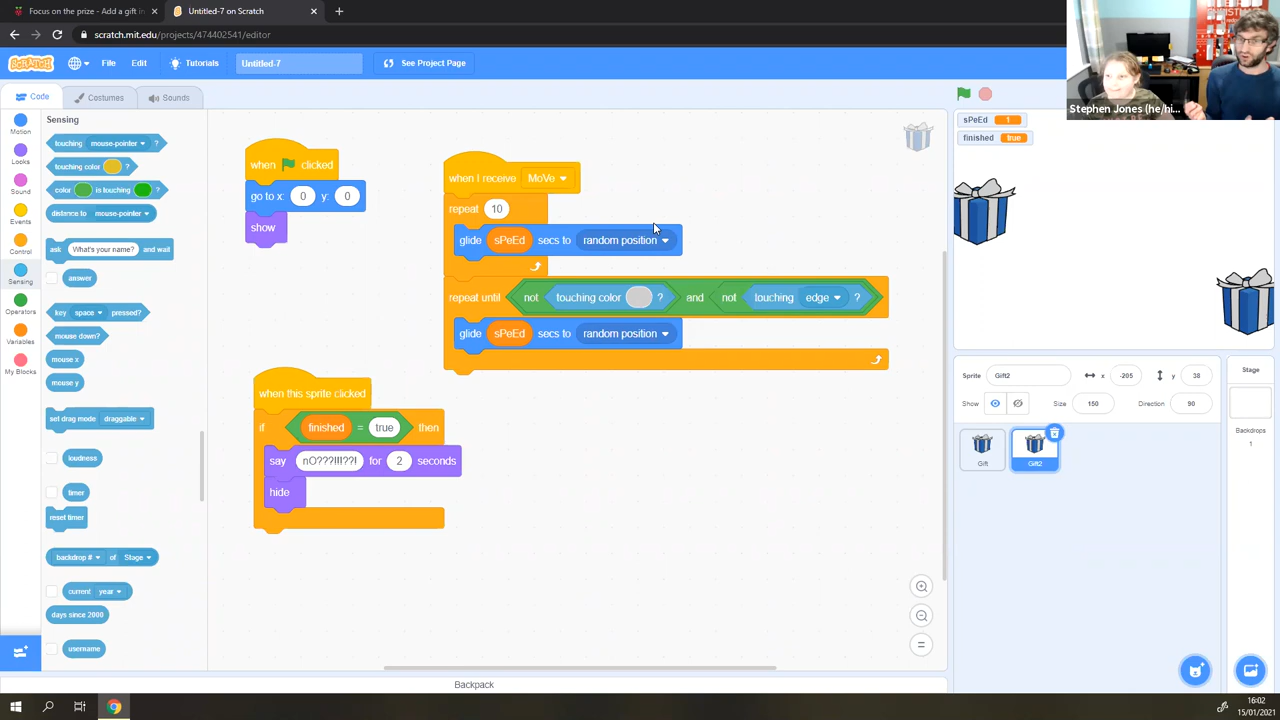 Focus on the prize - Add a gift in
Untitled-7 on Scratch
scratch.mit.edu/projects/474402541/editor
SCRATCH
File
Edit
Tutorials
Untitled-7
See Project Page
Stephen Jones (he/hi...
Code
Costumes
Sounds
Motion
Looks
Sound
Events
Control
Sensing
Operators
Variables
My Blocks
Sensing
touching mouse-pointer ?
touching color ?
color is touching ?
distance to mouse-pointer
ask What's your name? and wait
answer
key space pressed?
mouse down?
mouse x
mouse y
set drag mode draggable
loudness
timer
reset timer
backdrop # of Stage
current year
days since 2000
username
when clicked
go to x: 0 y: 0
show
when I receive MoVe
repeat 10
glide sPeEd secs to random position
repeat until not touching color ? and not touching edge ?
glide sPeEd secs to random position
when this sprite clicked
if finished = true then
say nO???!!!??! for 2 seconds
hide
sPeEd 1
finished true
Sprite Gift2 x -205 y 38
Show Size 150 Direction 90
Gift
Gift2
Stage
Backdrops
1
Backpack
16:02
15/01/2021